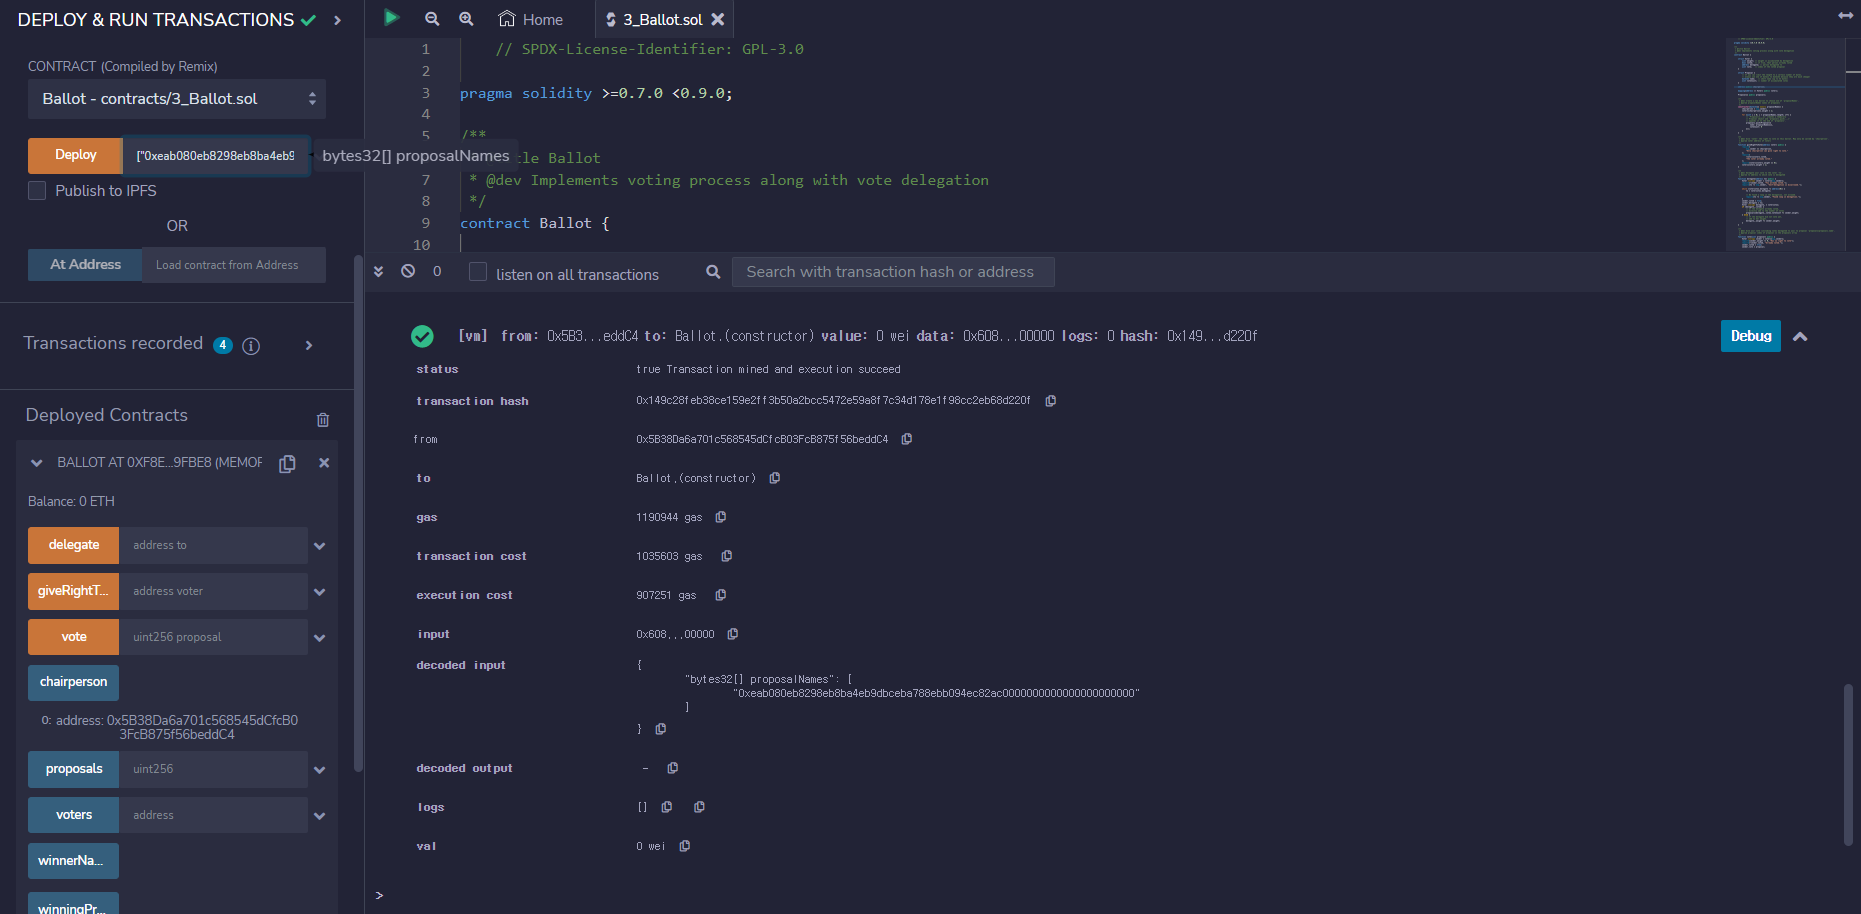 DEPLOY & RUN TRANSACTIONS
CONTRACT (Compiled by Remix)
Ballot - contracts/3_Ballot.sol
Deploy
["0xeab080eb8298eb8ba4eb9
bytes32[] proposalNames
Publish to IPFS
OR
At Address
Load contract from Address
Transactions recorded 4
Deployed Contracts
BALLOT AT 0XF8E...9FBE8 (MEMOR
Balance: 0 ETH
delegate
address to
giveRightT...
address voter
vote
uint256 proposal
chairperson
0: address: 0x5B38Da6a701c568545dCfcB0
3FcB875f56beddC4
proposals
uint256
voters
address
winnerNa...
winningPr...
Home
3_Ballot.sol
1 // SPDX-License-Identifier: GPL-3.0
2
3 pragma solidity >=0.7.0 <0.9.0;
4
5 /**
tle Ballot
7 * @dev Implements voting process along with vote delegation
8 */
9 contract Ballot {
10
0
listen on all transactions
Search with transaction hash or address
[vm] from: 0x5B3...eddC4 to: Ballot.(constructor) value: 0 wei data: 0x608...00000 logs: 0 hash: 0x149...d220f
Debug
status true Transaction mined and execution succeed
transaction hash 0x149c28feb38ce159e2ff3b50a2bcc5472e59a8f7c34d178e1f98cc2eb68d220f
from 0x5B38Da6a701c568545dCfcB03FcB875f56beddC4
to Ballot.(constructor)
gas 1190944 gas
transaction cost 1035603 gas
execution cost 907251 gas
input 0x608...00000
decoded input {
"bytes32[] proposalNames": [
"0xeab080eb8298eb8ba4eb9dbceba788ebb094ec82ac0000000000000000000000"
]
}
decoded output -
logs []
val 0 wei
>